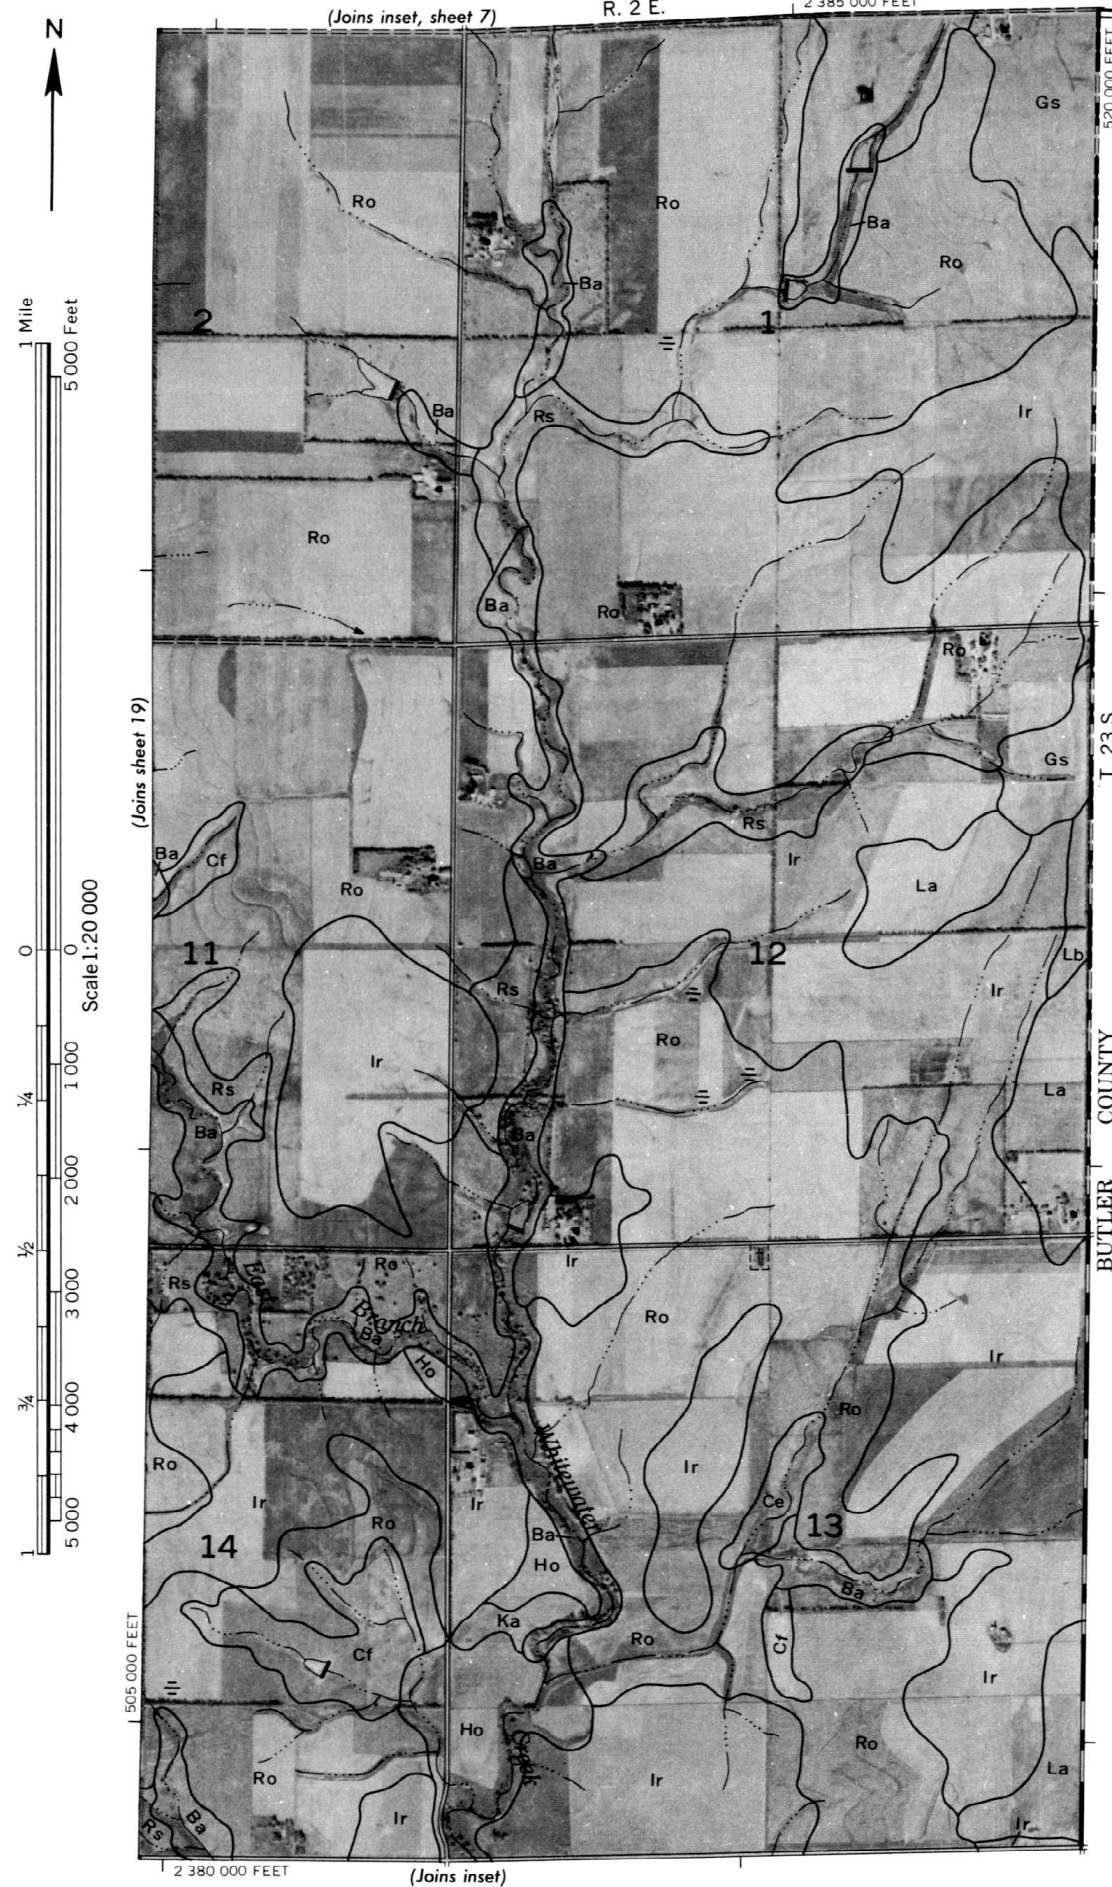 (Joins inset, sheet 7)
R. 2 E.
2 385 000 FEET
N
520 000 FEET
Gs
Ro
Ro
Ba
Ro
Ba
2
1
1 Mile
5 000 Feet
Ba
Rs
Ir
Ro
Ba
Ro
Ro
(Joins sheet 19)
T. 23 S.
Gs
Rs
Ba
Cf
Ba
Ir
Ro
La
0
0
Scale 1:20 000
11
12
Lb
Rs
Ir
Ro
Ir
1 000
1/4
Rs
La
COUNTY
Ba
Ba
2 000
1/2
BUTLER
Ir
Ro
Rs
East
3 000
Branch
Ba
Ro
Ho
Ir
3/4
4 000
Ro
Whitewater
Ro
Ir
Ir
Ir
Ce
5 000
Ro
13
1
14
Ba
Ho
Ba
Ka
Ro
Cf
Cf
Ir
505 000 FEET
Ho
Creek
Ro
La
Ro
Ir
Ir
Ba
Rs
Ir
2 380 000 FEET
(Joins inset)